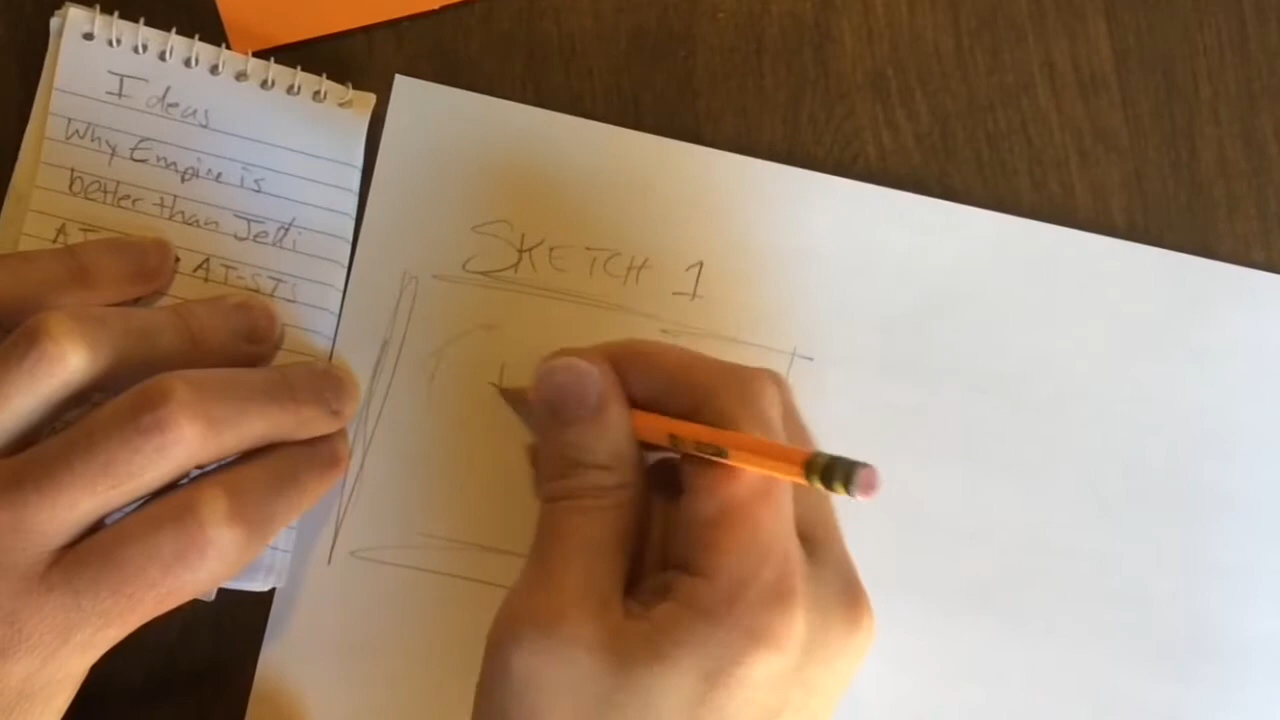 Ideas
Why Empire is
better than Jedi
AT-STS
SKETCH 1